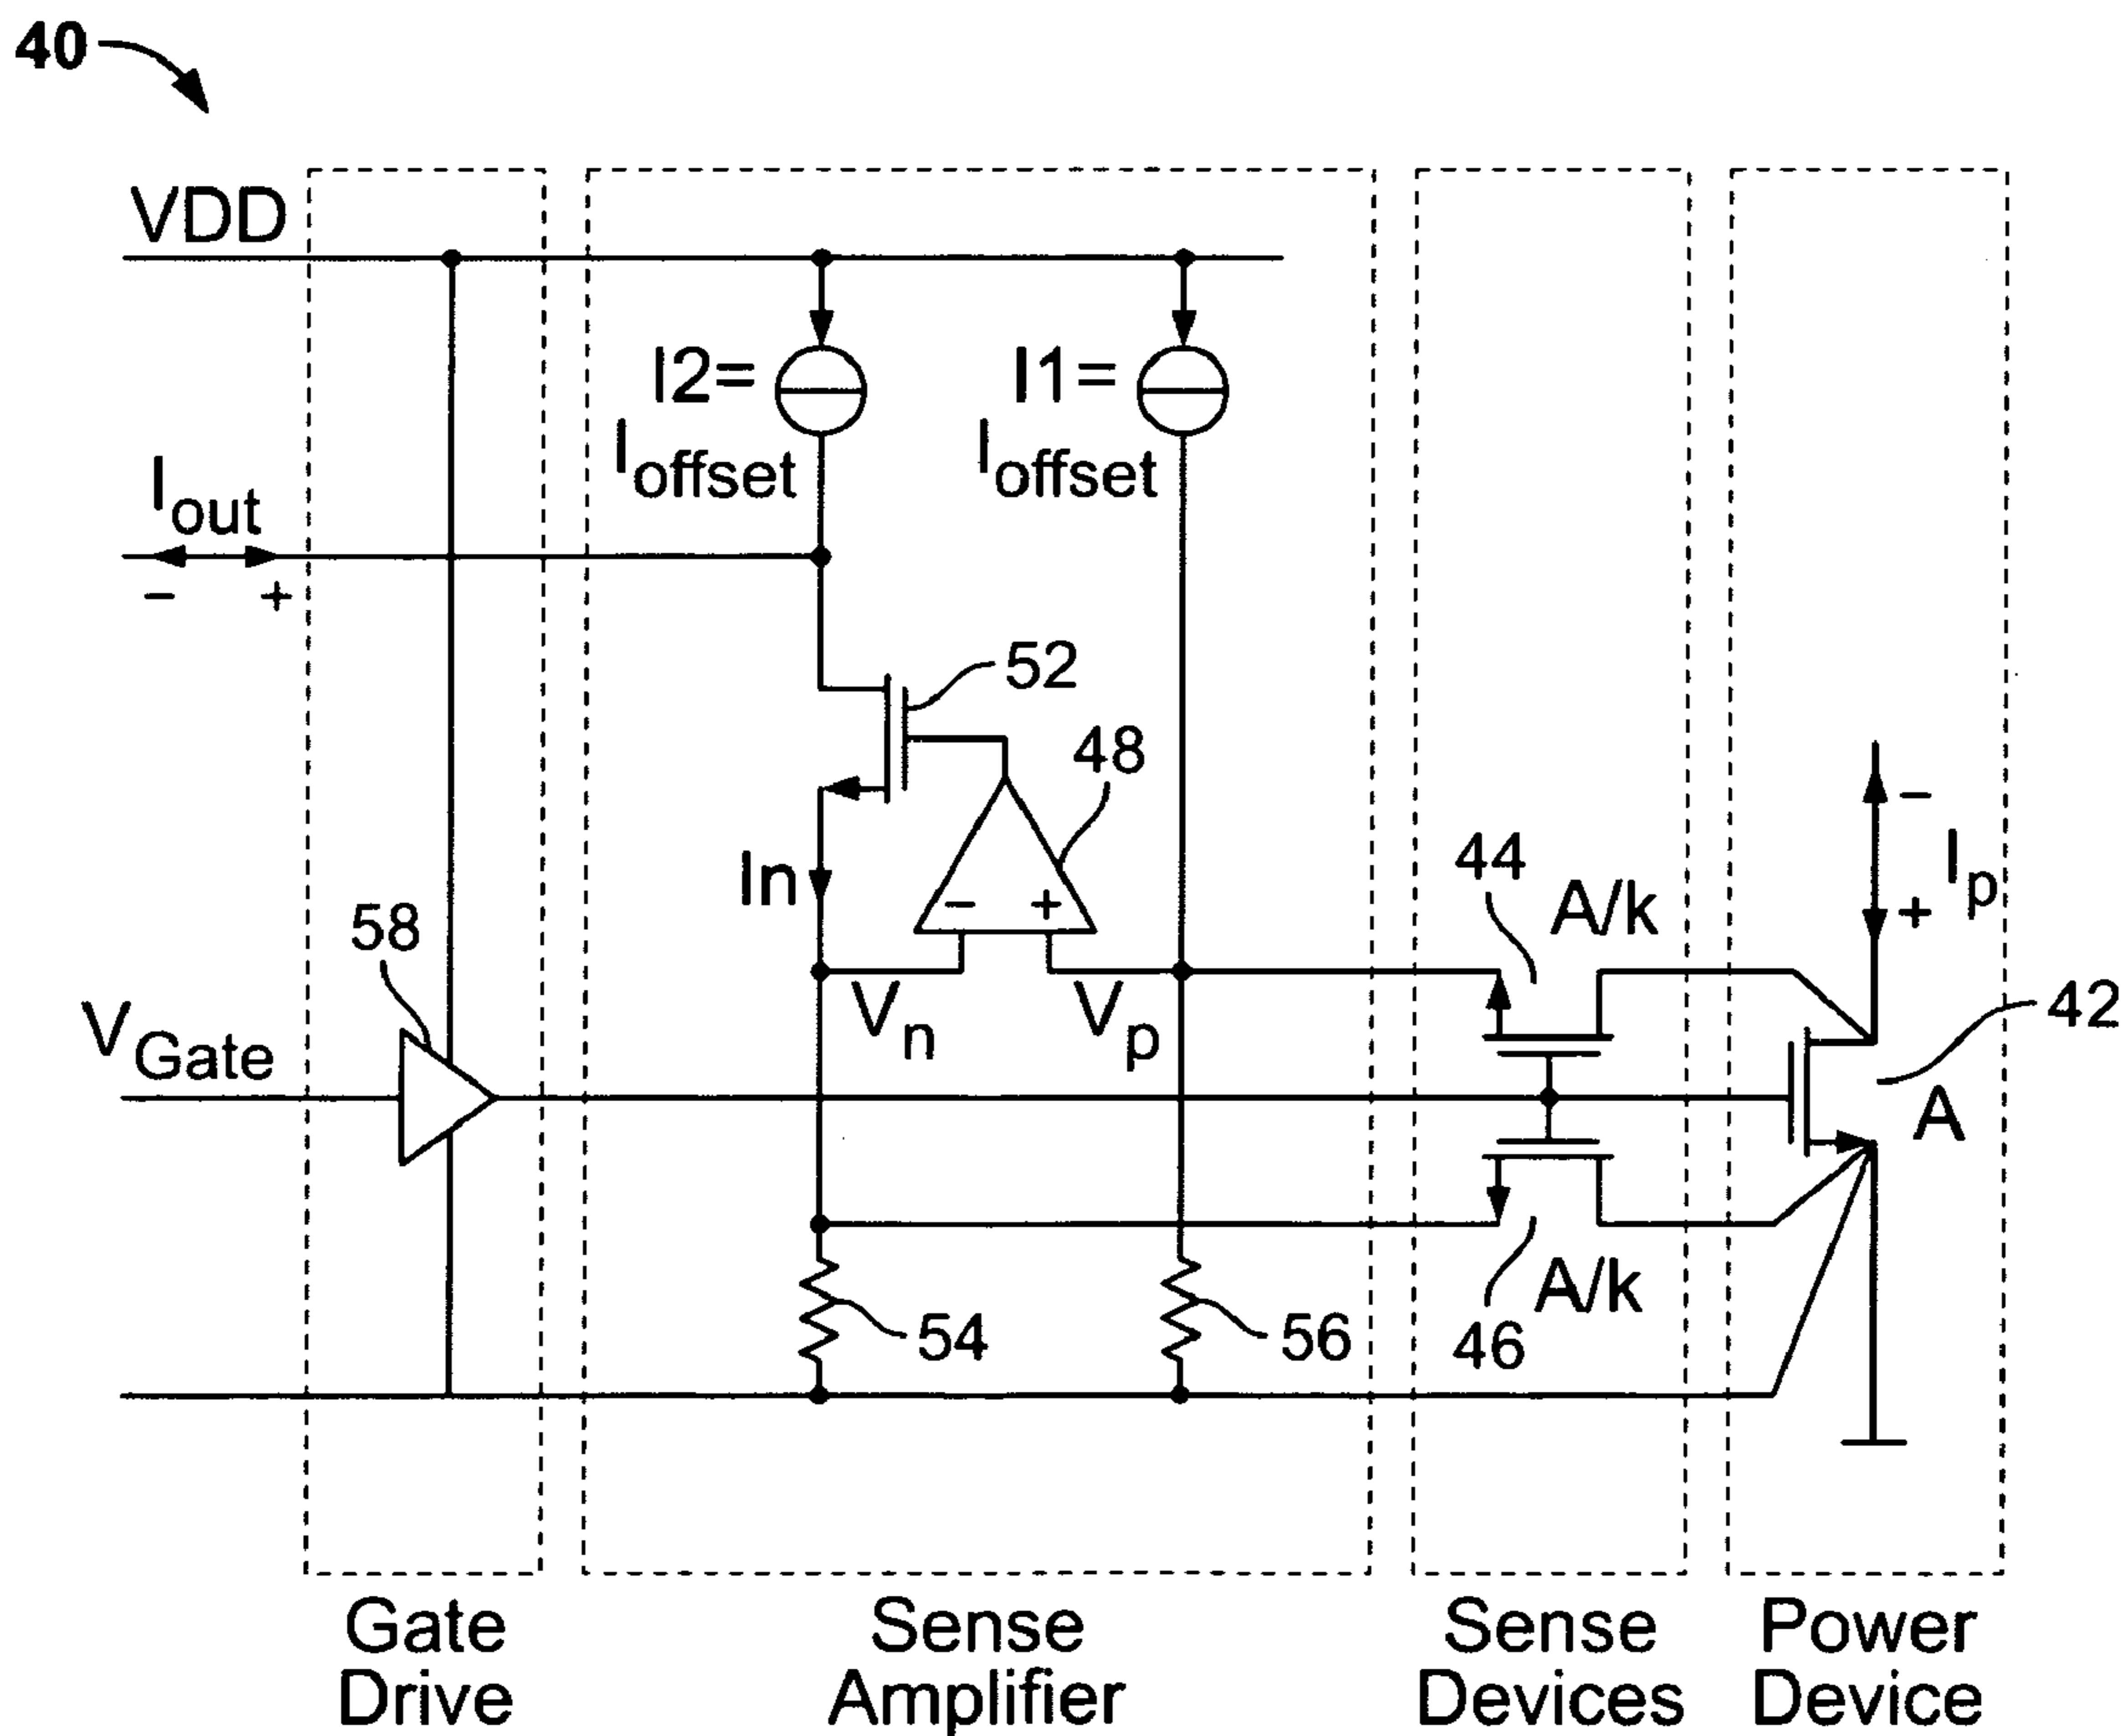 40
VDD
I2=
Ioffset
I1=
Ioffset
Iout
- +
52
48
In
- +
Vn
Vp
58
VGate
44
A/k
-
Ip
+
42
A
A/k
46
54
56
Gate
Drive
Sense
Amplifier
Sense
Devices
Power
Device